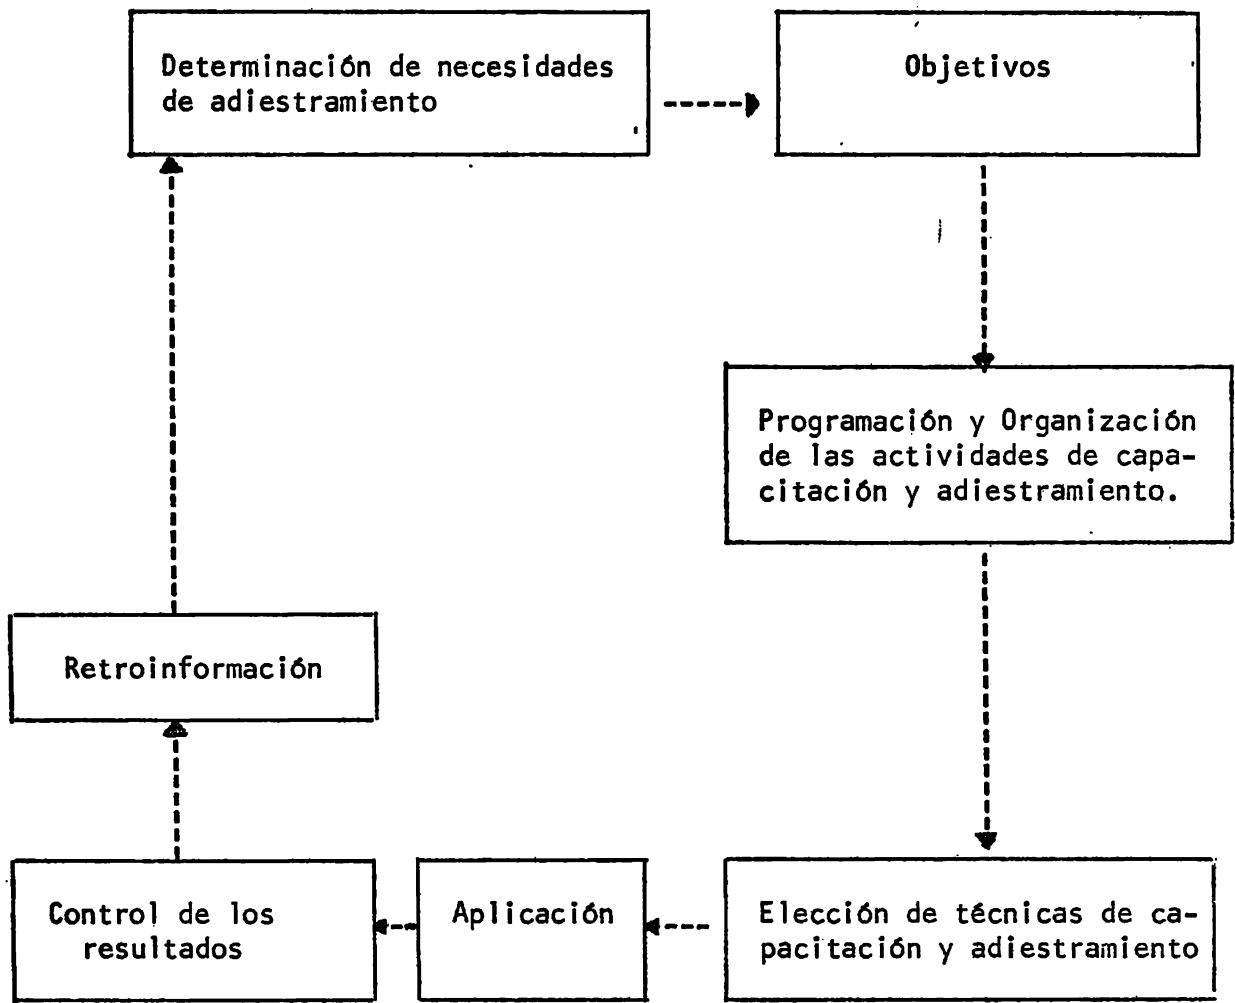 Determinación de necesidades
de adiestramiento
Objetivos
Programación y Organización
de las actividades de capa-
citación y adiestramiento.
Elección de técnicas de ca-
pacitación y adiestramiento
Aplicación
Control de los
resultados
Retroinformación